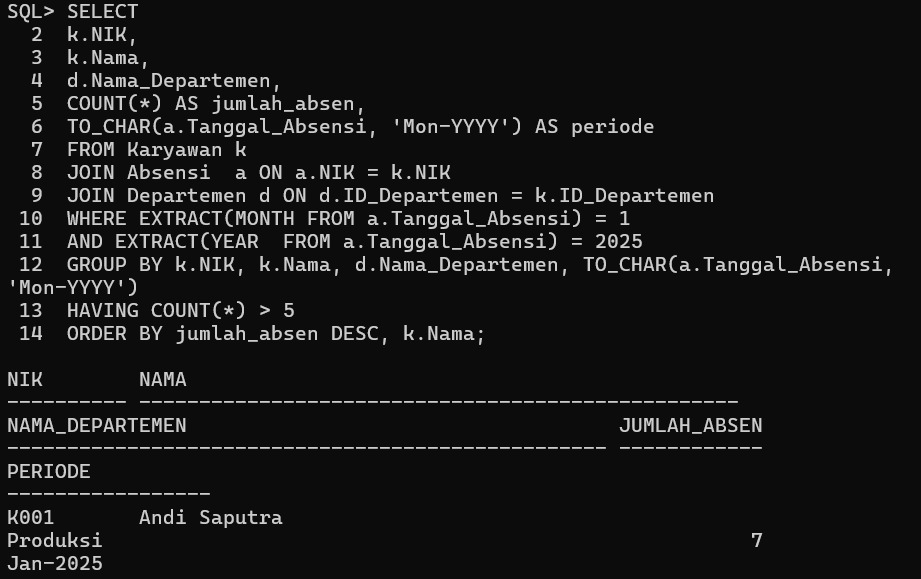 SQL> SELECT
  2  k.NIK,
  3  k.Nama,
  4  d.Nama_Departemen,
  5  COUNT(*) AS jumlah_absen,
  6  TO_CHAR(a.Tanggal_Absensi, 'Mon-YYYY') AS periode
  7  FROM Karyawan k
  8  JOIN Absensi  a ON a.NIK = k.NIK
  9  JOIN Departemen d ON d.ID_Departemen = k.ID_Departemen
 10  WHERE EXTRACT(MONTH FROM a.Tanggal_Absensi) = 1
 11  AND EXTRACT(YEAR  FROM a.Tanggal_Absensi) = 2025
 12  GROUP BY k.NIK, k.Nama, d.Nama_Departemen, TO_CHAR(a.Tanggal_Absensi,
'Mon-YYYY')
 13  HAVING COUNT(*) > 5
 14  ORDER BY jumlah_absen DESC, k.Nama;

NIK        NAMA
---------- --------------------------------------------------
NAMA_DEPARTEMEN                                    JUMLAH_ABSEN
-------------------------------------------------- ------------
PERIODE
-----------------
K001       Andi Saputra
Produksi                                                      7
Jan-2025